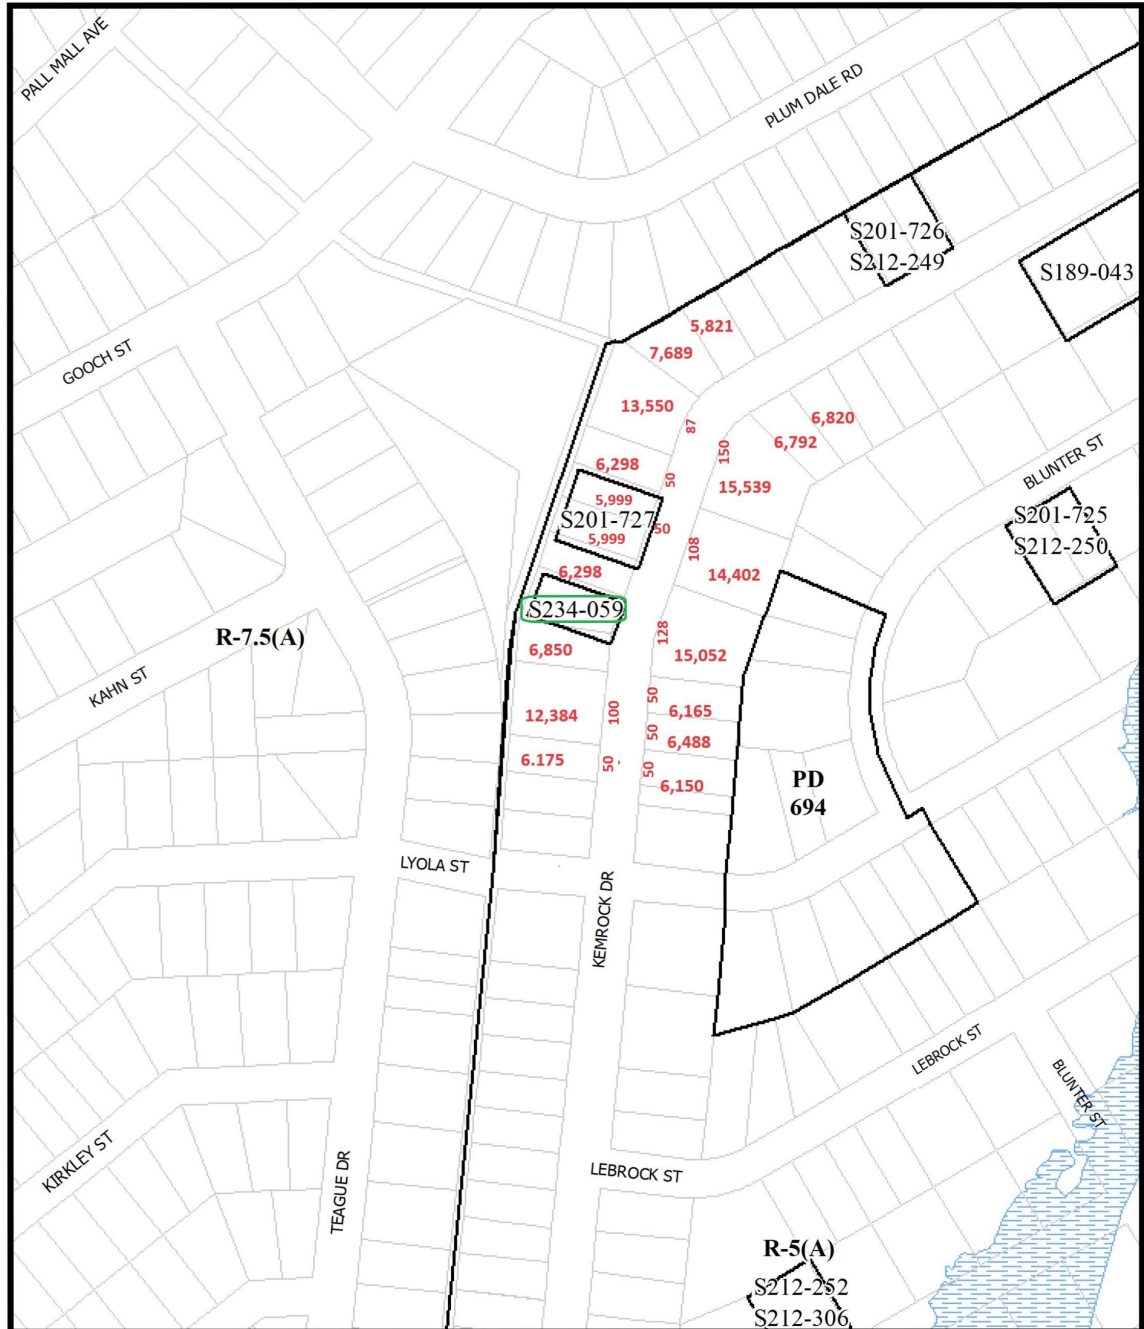 PALL MALL AVE
PLUM DALE RD
S201-726
S212-249
S189-043
5,821
7,689
GOOCH ST
13,550
87
6,820
6,792
150
6,298
50
15,539
BLUNTER ST
5,999
S201-727
50
5,999
S201-725
S212-250
108
6,298
14,402
S234-059
R-7.5(A)
128
6,850
15,052
KAHN ST
50
6,165
12,384
100
50
6,488
6.175
50
50
6,150
PD
694
LYOLA ST
KEMROCK DR
LEBROCK ST
BLUNTER ST
KIRKLEY ST
TEAGUE DR
LEBROCK ST
R-5(A)
S212-252
S212-306